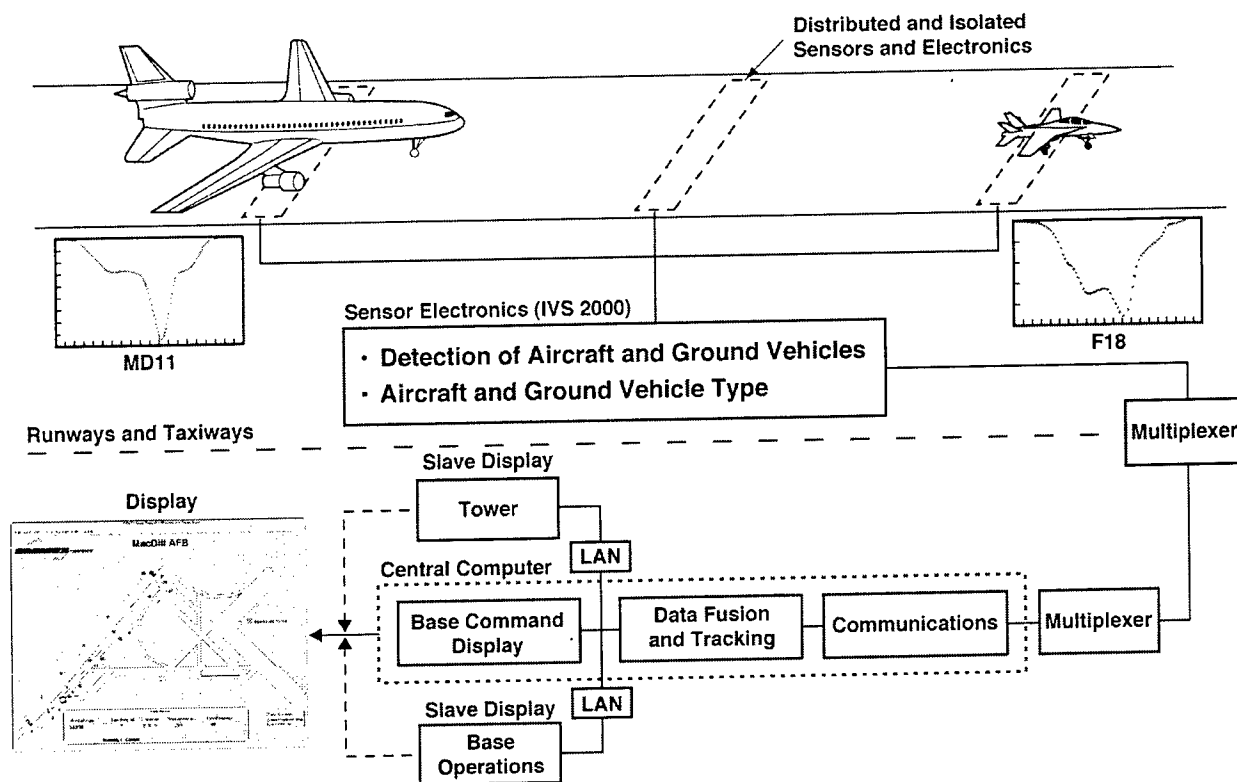 Distributed and Isolated
Sensors and Electronics
MD11
Sensor Electronics (IVS 2000)
· Detection of Aircraft and Ground Vehicles
· Aircraft and Ground Vehicle Type
F18
Runways and Taxiways
Multiplexer
Display
MacDill AFB
Slave Display
Tower
LAN
Central Computer
Base Command
Display
Data Fusion
and Tracking
Communications
Multiplexer
LAN
Slave Display
Base
Operations